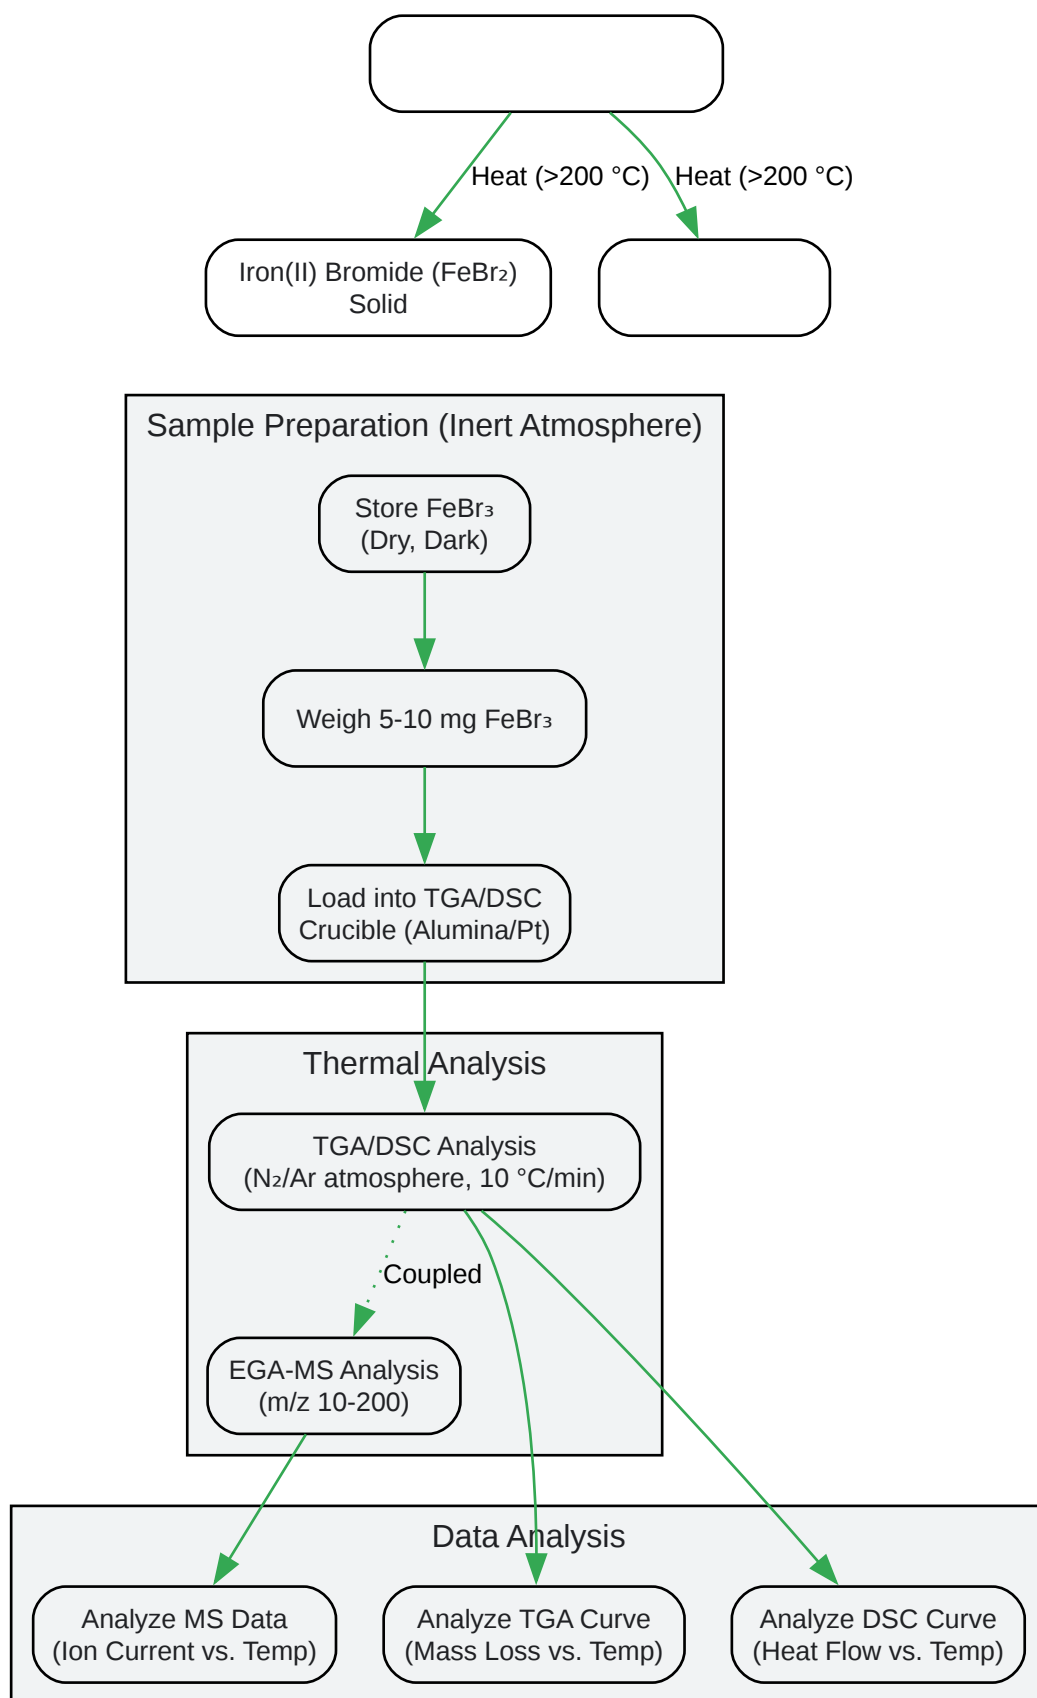 Heat (>200 °C)
Heat (>200 °C)
Iron(II) Bromide (FeBr₂)
Solid
Sample Preparation (Inert Atmosphere)
Store FeBr₃
(Dry, Dark)
Weigh 5-10 mg FeBr₃
Load into TGA/DSC
Crucible (Alumina/Pt)
Thermal Analysis
TGA/DSC Analysis
(N₂/Ar atmosphere, 10 °C/min)
Coupled
EGA-MS Analysis
(m/z 10-200)
Data Analysis
Analyze MS Data
(Ion Current vs. Temp)
Analyze TGA Curve
(Mass Loss vs. Temp)
Analyze DSC Curve
(Heat Flow vs. Temp)